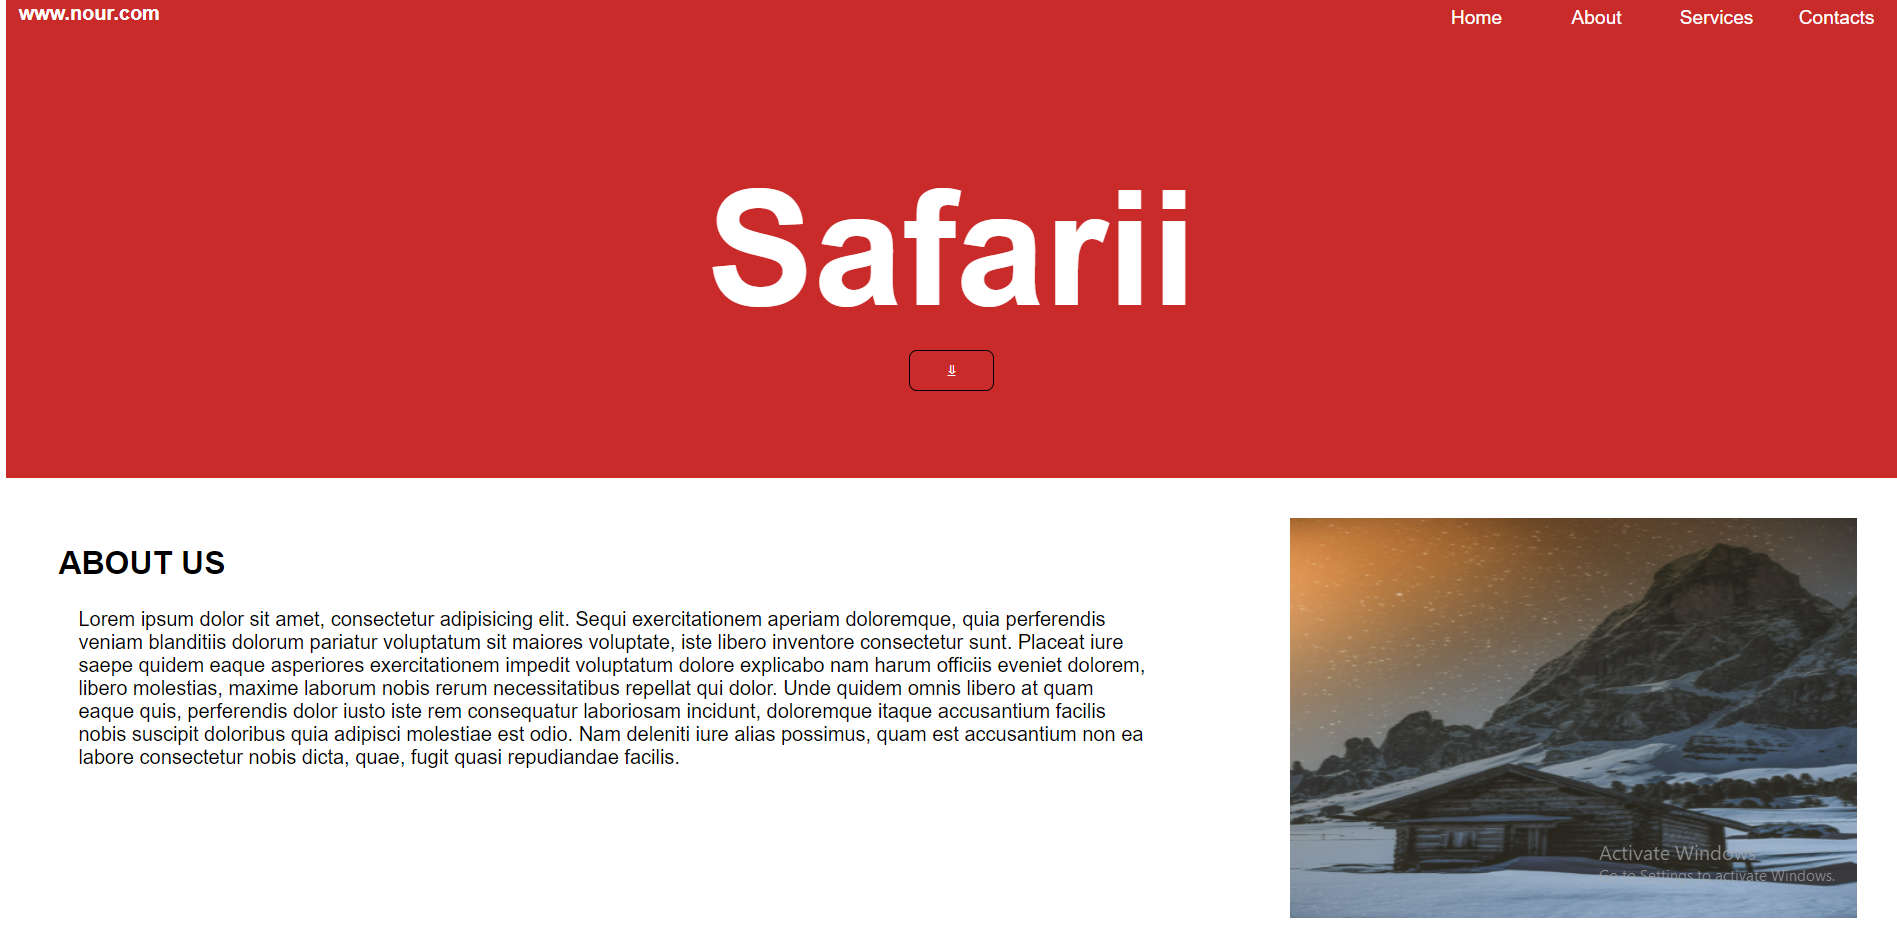 www.nour.com
Home About Services Contacts
Safarii
⇓
ABOUT US
Lorem ipsum dolor sit amet, consectetur adipisicing elit. Sequi exercitationem aperiam doloremque, quia perferendis
veniam blanditiis dolorum pariatur voluptatum sit maiores voluptate, iste libero inventore consectetur sunt. Placeat iure
saepe quidem eaque asperiores exercitationem impedit voluptatum dolore explicabo nam harum officiis eveniet dolorem,
libero molestias, maxime laborum nobis rerum necessitatibus repellat qui dolor. Unde quidem omnis libero at quam
eaque quis, perferendis dolor iusto iste rem consequatur laboriosam incidunt, doloremque itaque accusantium facilis
nobis suscipit doloribus quia adipisci molestiae est odio. Nam deleniti iure alias possimus, quam est accusantium non ea
labore consectetur nobis dicta, quae, fugit quasi repudiandae facilis.
Activate Windows
Go to Settings to activate Windows.